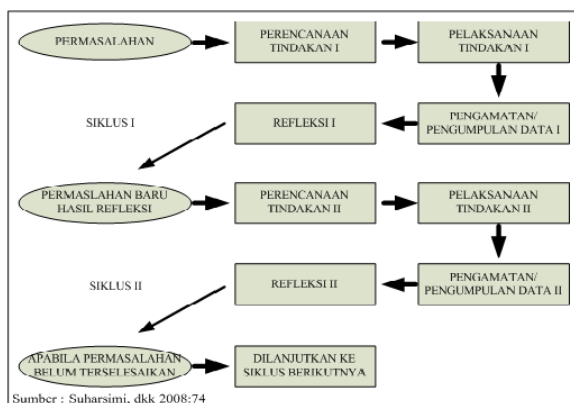 PERMASALAHAN
PERENCANAAN
TINDAKAN I
PELAKSANAAN
TINDAKAN I
SIKLUS I
REFLEKSI I
PENGAMATAN/
PENGUMPULAN DATA I
PERMASLAHAN BARU
HASIL REFLEKSI
PERENCANAAN
TINDAKAN II
PELAKSANAAN
TINDAKAN II
SIKLUS II
REFLEKSI II
PENGAMATAN/
PENGUMPULAN DATA II
APABILA PERMASALAHAN
BELUM TERSELESAIKAN
DILANJUTKAN KE
SIKLUS BERIKUTNYA
Sumber : Suharsimi, dkk 2008:74